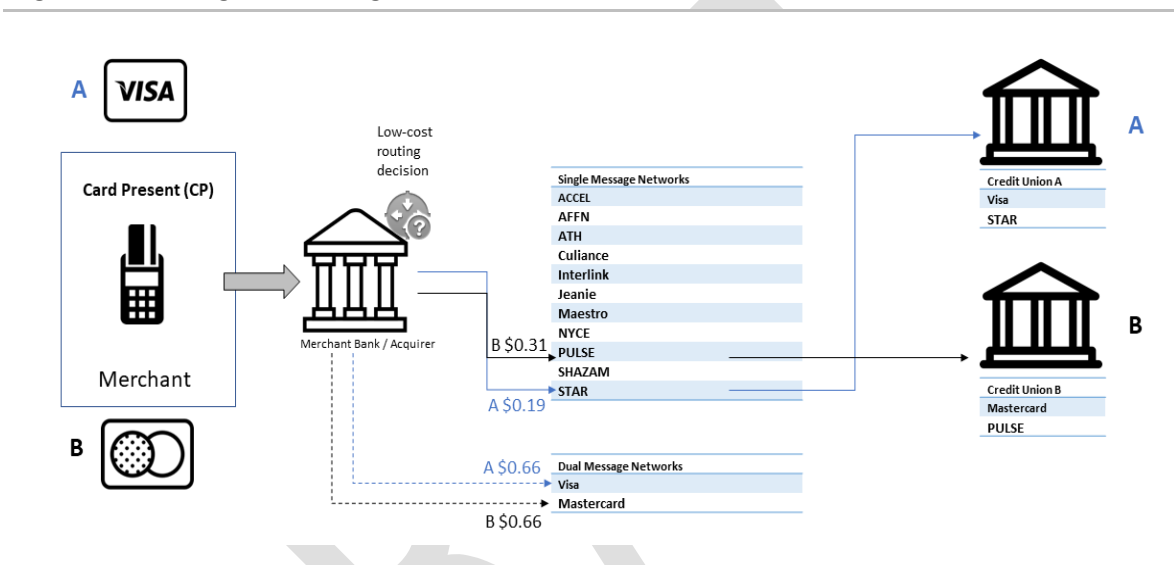 A
VISA
Card Present (CP)
Merchant
B
Low-cost
routing
decision
?
Merchant Bank / Acquirer
B $0.31
A $0.19
A $0.66
B $0.66
Single Message Networks
ACCEL
AFFN
ATH
Culiance
Interlink
Jeanie
Maestro
NYCE
PULSE
SHAZAM
STAR
Dual Message Networks
Visa
Mastercard
A
Credit Union A
Visa
STAR
B
Credit Union B
Mastercard
PULSE